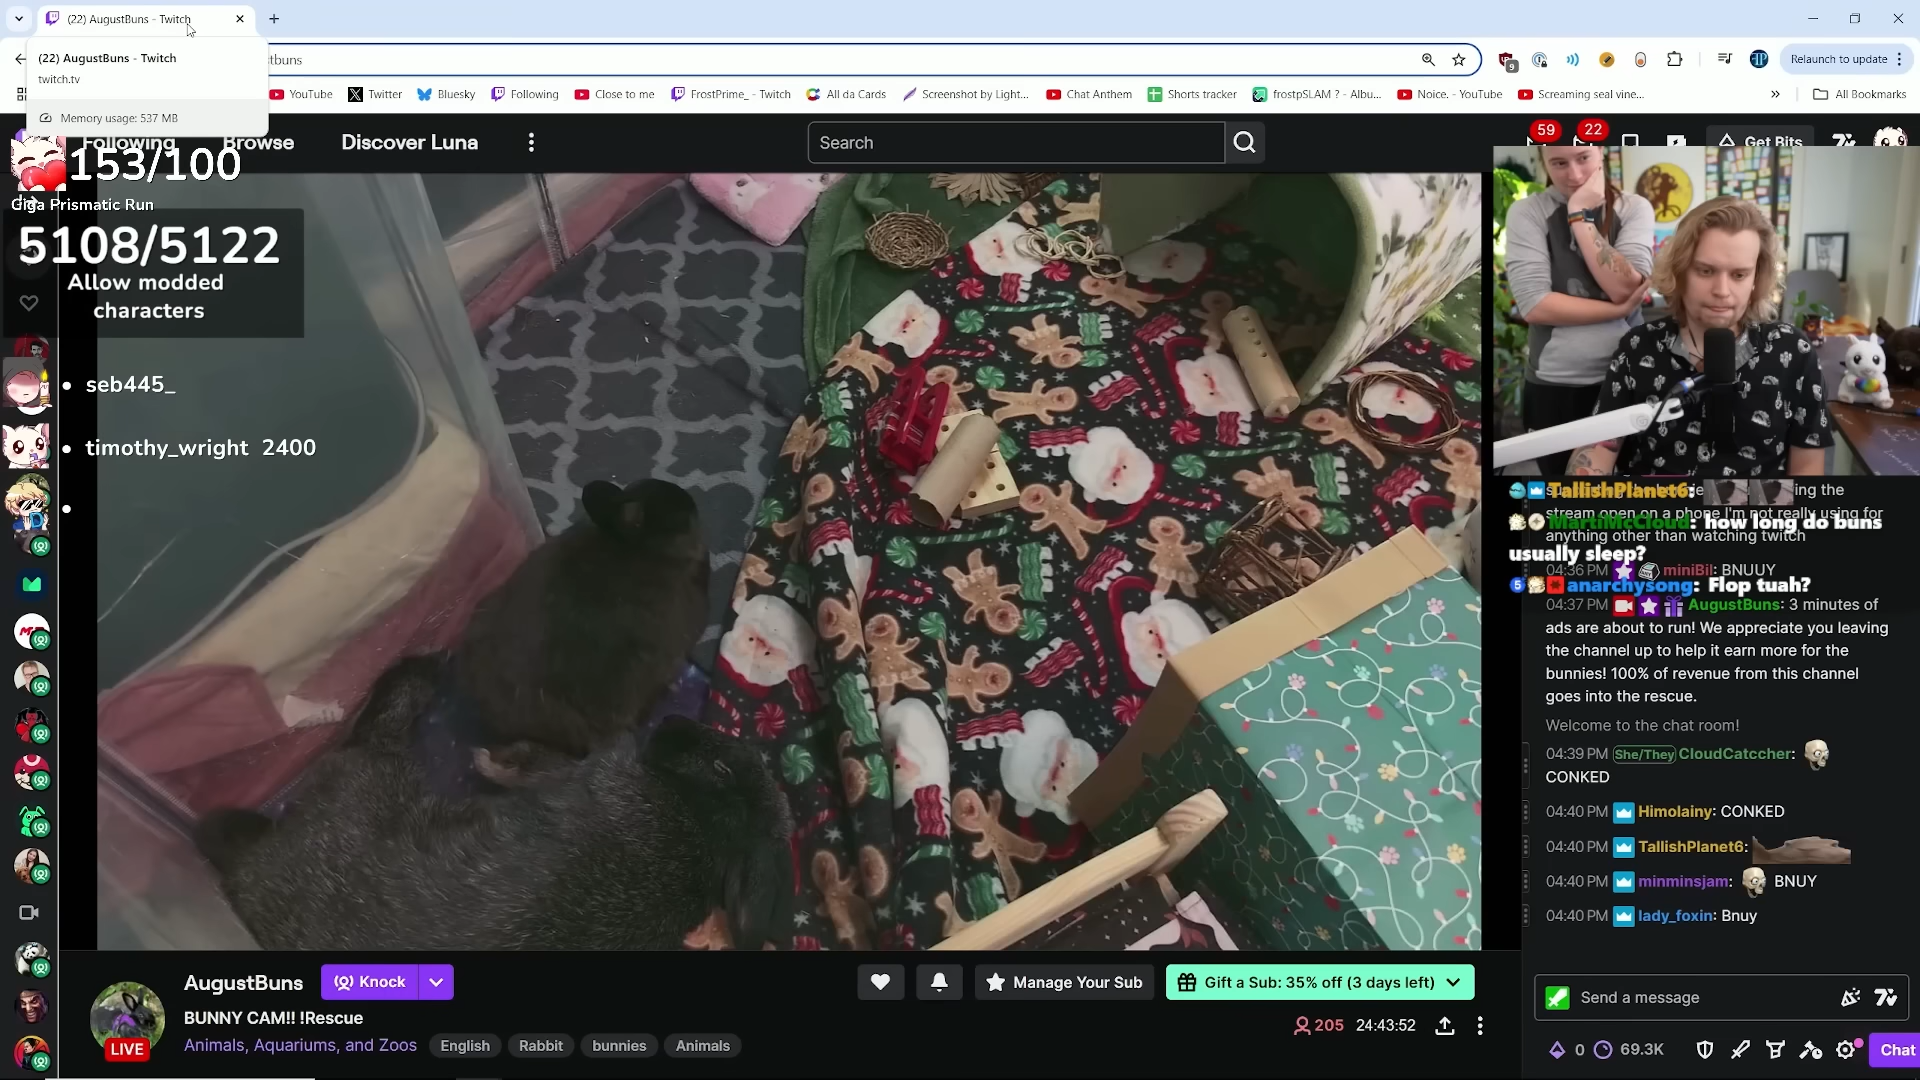 (22) AugustBuns - Twitch
(22) AugustBuns - Twitch
twitch.tv
Memory usage: 537 MB
tbuns
9
Relaunch to update
YouTube
Twitter
Bluesky
Following
Close to me
FrostPrime_ - Twitch
All da Cards
Screenshot by Light...
Chat Anthem
Shorts tracker
frostpSLAM ? - Albu...
Noice. - YouTube
Screaming seal vine...
All Bookmarks
Following
Browse
Discover Luna
Search
59
22
Get Bits
153/100
Giga Prismatic Run
5108/5122
Allow modded
characters
• seb445_
• timothy_wright 2400
•
TallishPlanet6:
ing the
stream open on a phone I'm not really using for
MartiMcCloud: how long do buns
anything other than watching twitch
usually sleep?
04:36 PM miniBil: BNUUY
5 anarchysong: Flop tuah?
04:37 PM AugustBuns: 3 minutes of
ads are about to run! We appreciate you leaving
the channel up to help it earn more for the
bunnies! 100% of revenue from this channel
goes into the rescue.
Welcome to the chat room!
04:39 PM She/They CloudCatccher:
CONKED
04:40 PM Himolainy: CONKED
04:40 PM TallishPlanet6:
04:40 PM minminsjam: BNUY
04:40 PM lady_foxin: Bnuy
Send a message
0
69.3K
Chat
AugustBuns
Knock
Manage Your Sub
Gift a Sub: 35% off (3 days left)
BUNNY CAM!! !Rescue
LIVE
Animals, Aquariums, and Zoos
English
Rabbit
bunnies
Animals
205
24:43:52